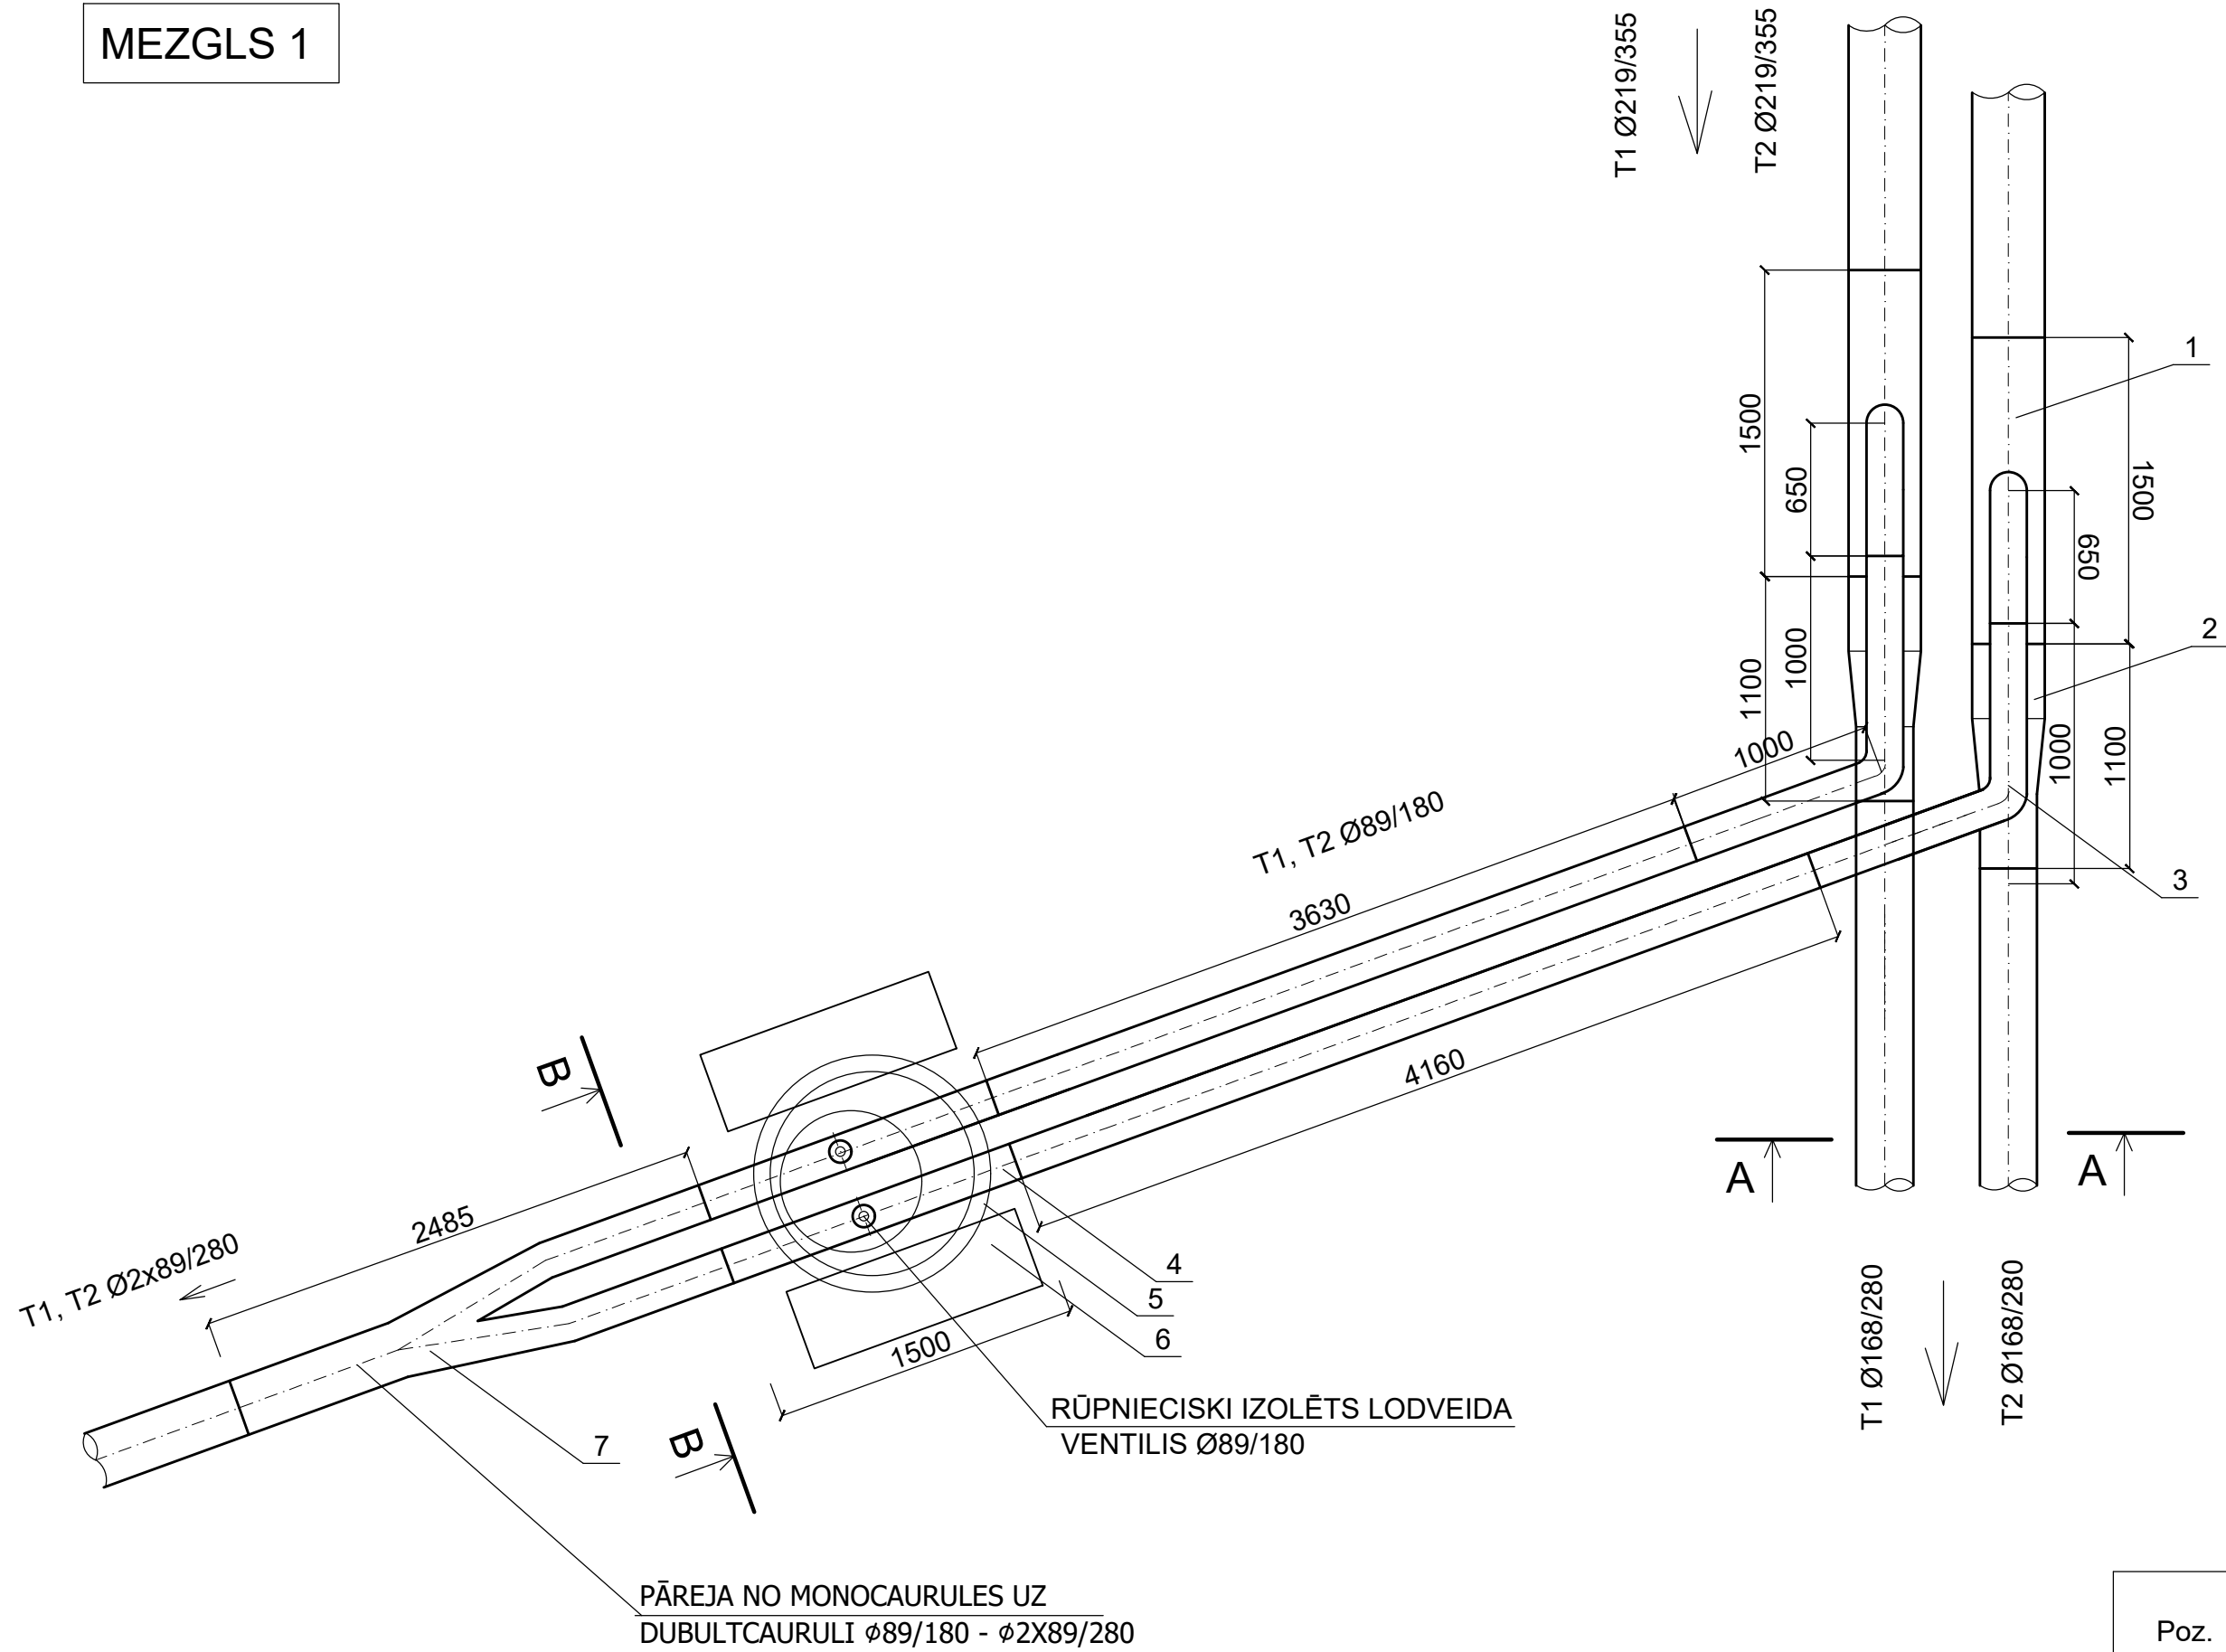 MEZGLS 1
T1 Ø219/355
T2 Ø219/355
1
1500
650
1500
650
2
1000
1100
1000
1000
1100
T1, T2 Ø89/180
3
3630
4160
B
A
A
2485
T1, T2 Ø2x89/280
4
5
6
1500
T1 Ø168/280
T2 Ø168/280
RŪPNIECISKI IZOLĒTS LODVEIDA
VENTILIS Ø89/180
7
B
PĀREJA NO MONOCAURULES UZ
DUBULTCAURULI ϕ89/180 - ϕ2X89/280
Poz.